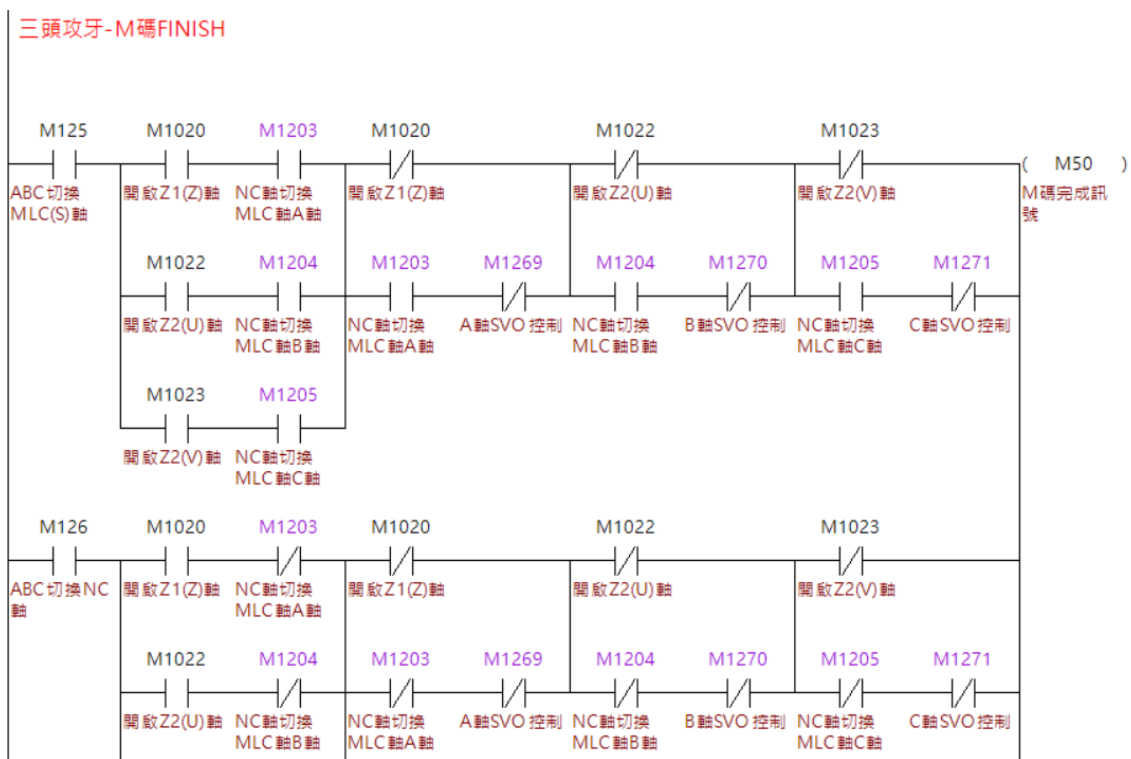 三頭攻牙-M碼FINISH
M125 M1020 M1203 M1020 M1022 M1023
( M50 )
ABC切換 開啟Z1(Z)軸 NC軸切換 開啟Z1(Z)軸 開啟Z2(U)軸 開啟Z2(V)軸 M碼完成訊
MLC(S)軸 MLC軸A軸 號
M1022 M1204 M1203 M1269 M1204 M1270 M1205 M1271
開啟Z2(U)軸 NC軸切換 NC軸切換 A軸SVO控制 NC軸切換 B軸SVO控制 NC軸切換 C軸SVO控制
MLC軸B軸 MLC軸A軸 MLC軸B軸 MLC軸C軸
M1023 M1205
開啟Z2(V)軸 NC軸切換
MLC軸C軸
M126 M1020 M1203 M1020 M1022 M1023
ABC切換NC 開啟Z1(Z)軸 NC軸切換 開啟Z1(Z)軸 開啟Z2(U)軸 開啟Z2(V)軸
軸 MLC軸A軸
M1022 M1204 M1203 M1269 M1204 M1270 M1205 M1271
開啟Z2(U)軸 NC軸切換 NC軸切換 A軸SVO控制 NC軸切換 B軸SVO控制 NC軸切換 C軸SVO控制
MLC軸B軸 MLC軸A軸 MLC軸B軸 MLC軸C軸